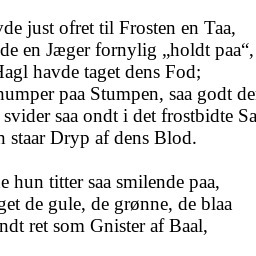 de just ofret til Frosten en Taa,
de en Jæger fornylig „holdt paa“,
Hagl havde taget dens Fod;
humper paa Stumpen, saa godt de
svider saa ondt i det frostbidte Sa
staar Dryp af dens Blod.
e hun titter saa smilende paa,
get de gule, de grønne, de blaa
ndt ret som Gnister af Baal,